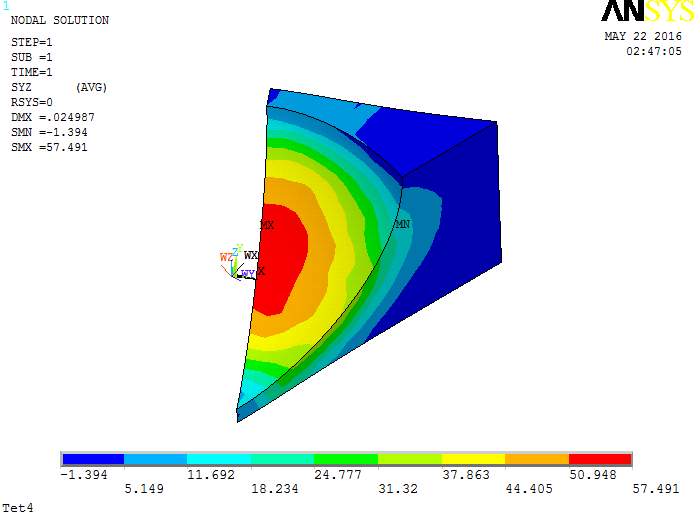 1
NODAL SOLUTION
STEP=1
SUB =1
TIME=1
SYZ (AVG)
RSYS=0
DMX =.024987
SMN =-1.394
SMX =57.491
ANSYS
MAY 22 2016
02:47:05
MX
MN
Y
Z
WZ
WX
X
WY
-1.394
5.149
11.692
18.234
24.777
31.32
37.863
44.405
50.948
57.491
Tet4